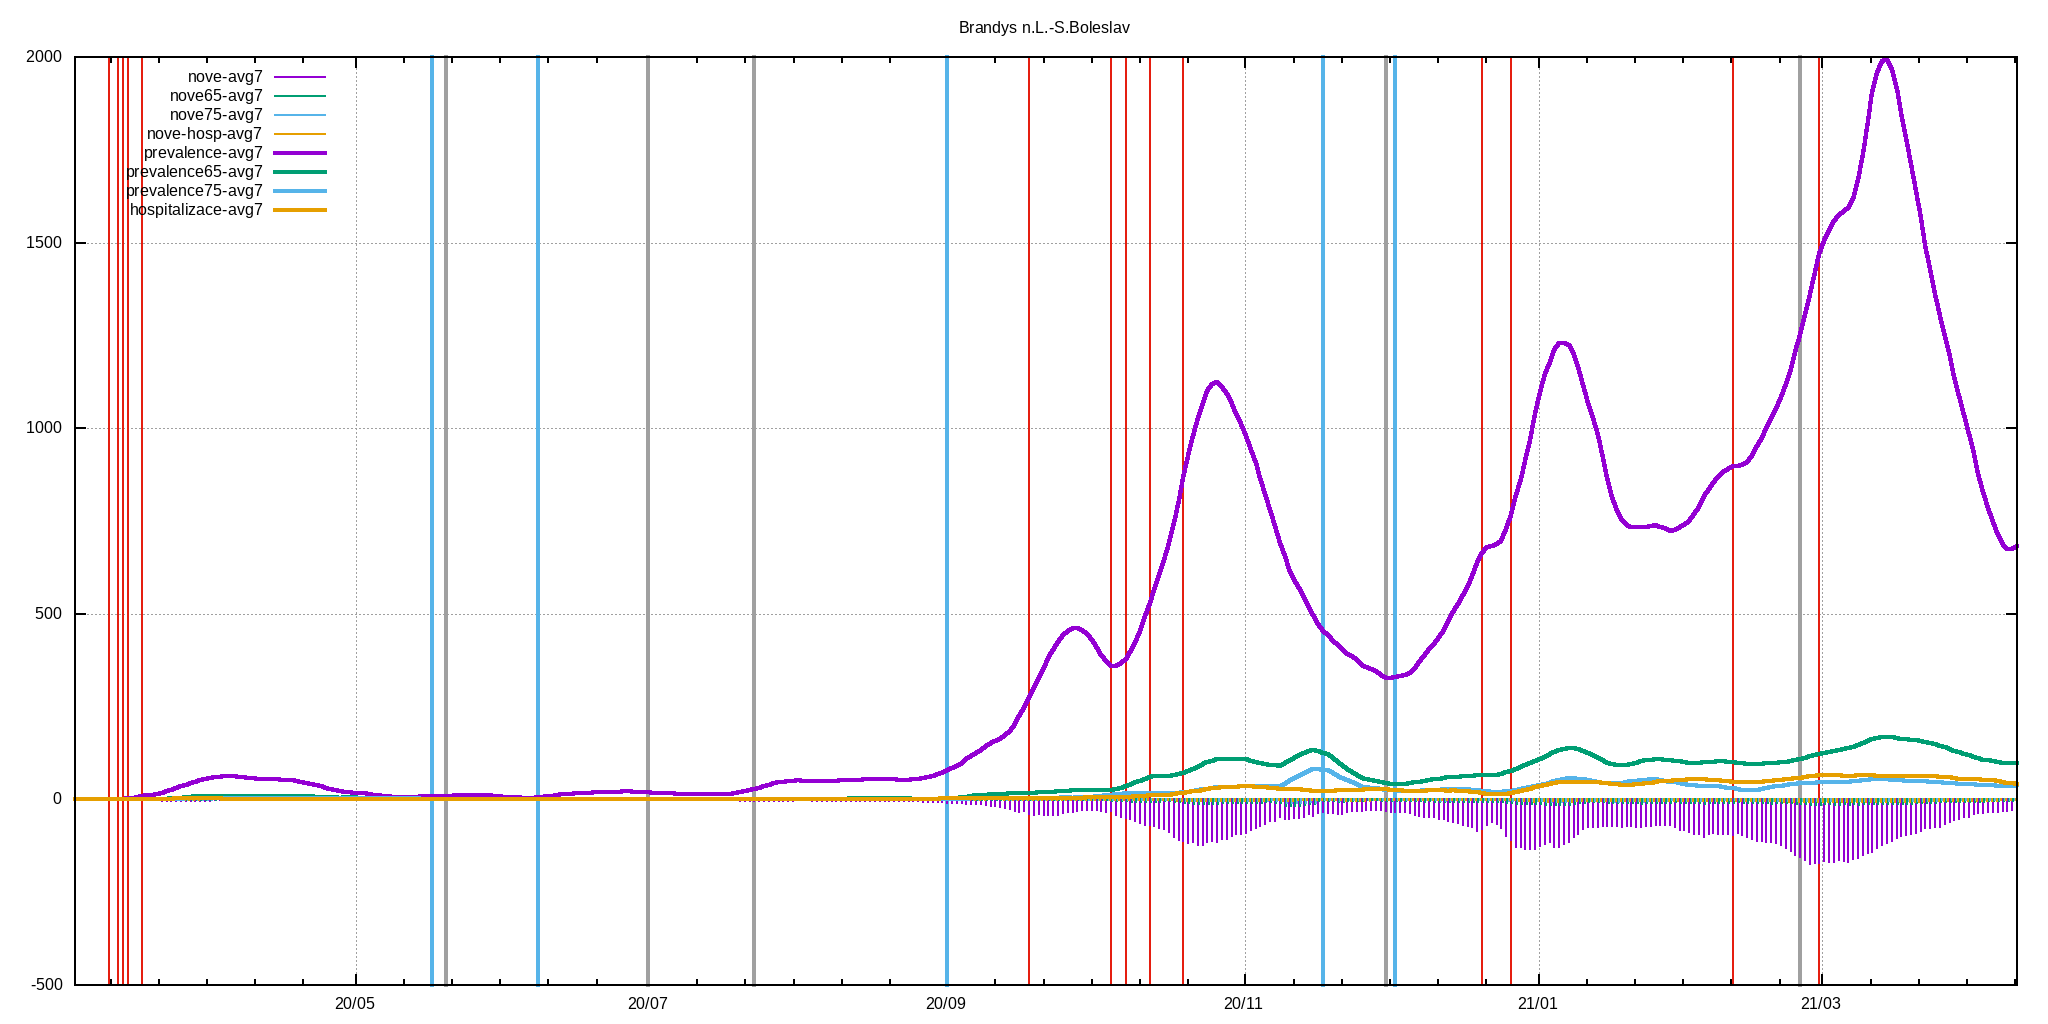 Brandys n.L.-S.Boleslav
2000
1500
1000
500
0
-500
nove-avg7
nove65-avg7
nove75-avg7
nove-hosp-avg7
prevalence-avg7
prevalence65-avg7
prevalence75-avg7
hospitalizace-avg7
20/05 20/07 20/09 20/11 21/01 21/03